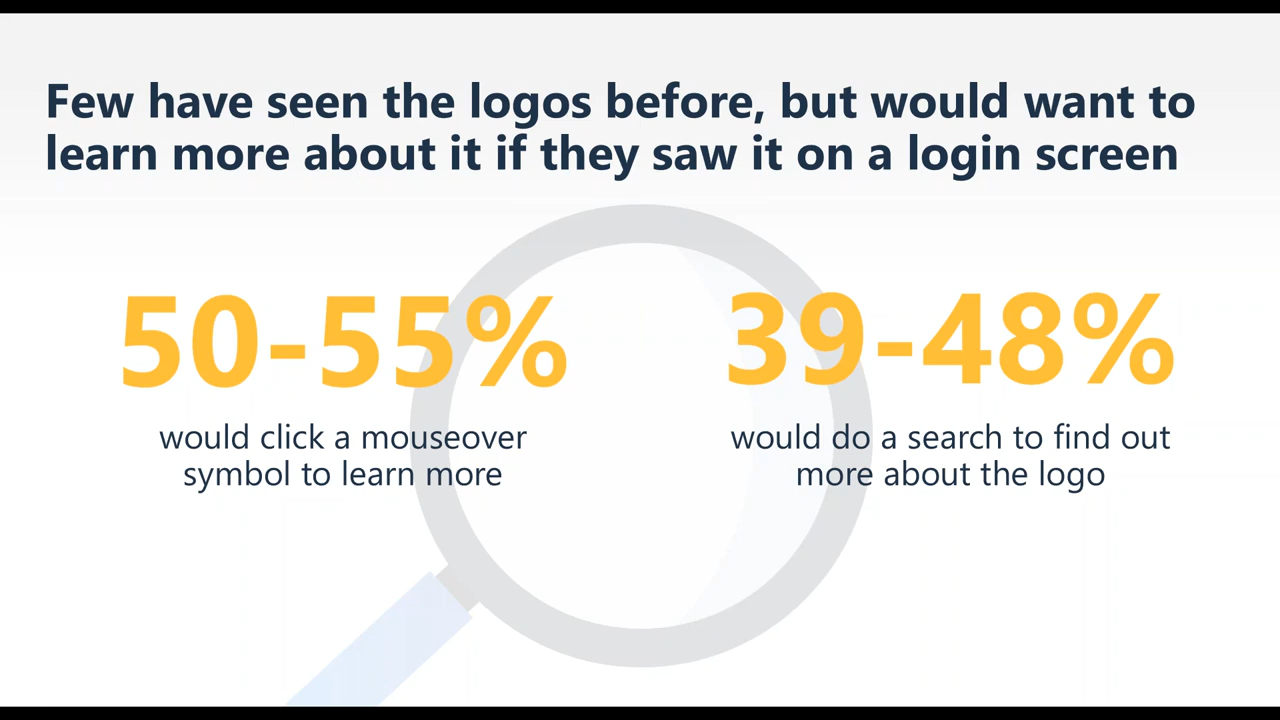 Few have seen the logos before, but would want to
learn more about it if they saw it on a login screen
50-55%
would click a mouseover
symbol to learn more
39-48%
would do a search to find out
more about the logo